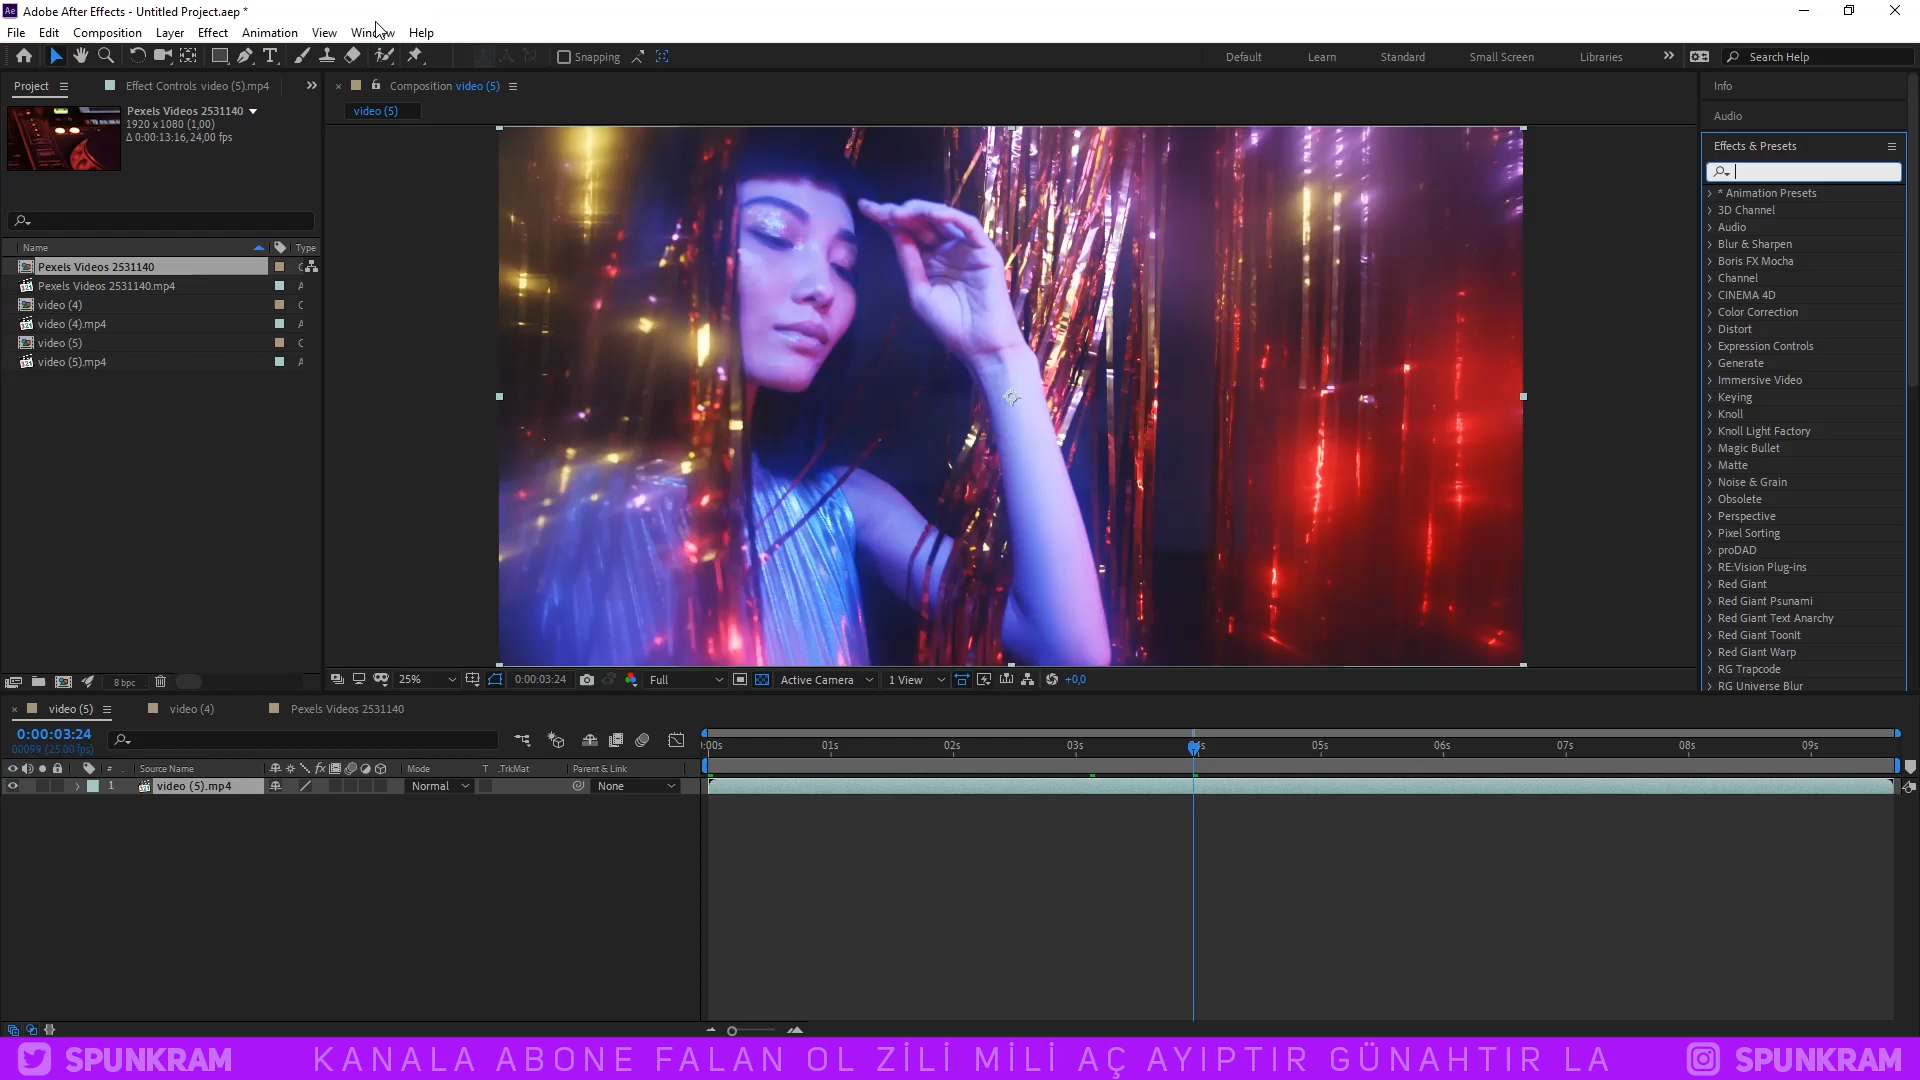 Adobe After Effects - Untitled Project.aep *
File Edit Composition Layer Effect Animation View Window Help
Snapping
Default Learn Standard Small Screen Libraries Search Help
Project Effect Controls video (5).mp4
Composition video (5)
video (5)
Pexels Videos 2531140
1920 x 1080 (1,00)
Δ 0:00:13:16, 24,00 fps
Name Type
Pexels Videos 2531140
Pexels Videos 2531140.mp4
video (4)
video (4).mp4
video (5)
video (5).mp4
8 bpc
25% 0:00:03:24 Full Active Camera 1 View +0,0
Info
Audio
Effects & Presets
* Animation Presets
3D Channel
Audio
Blur & Sharpen
Boris FX Mocha
Channel
CINEMA 4D
Color Correction
Distort
Expression Controls
Generate
Immersive Video
Keying
Knoll
Knoll Light Factory
Magic Bullet
Matte
Noise & Grain
Obsolete
Perspective
Pixel Sorting
proDAD
RE:Vision Plug-ins
Red Giant
Red Giant Psunami
Red Giant Text Anarchy
Red Giant ToonIt
Red Giant Warp
RG Trapcode
RG Universe Blur
video (5) video (4) Pexels Videos 2531140
0:00:03:24
00099 (25.00 fps)
:00s 01s 02s 03s 05s 06s 07s 08s 09s
# Source Name fx Mode T .TrkMat Parent & Link
1 video (5).mp4 Normal None
SPUNKRAM KANALA ABONE FALAN OL ZİLİ MİLİ AÇ AYIPTIR GÜNAHTIR LA SPUNKRAM